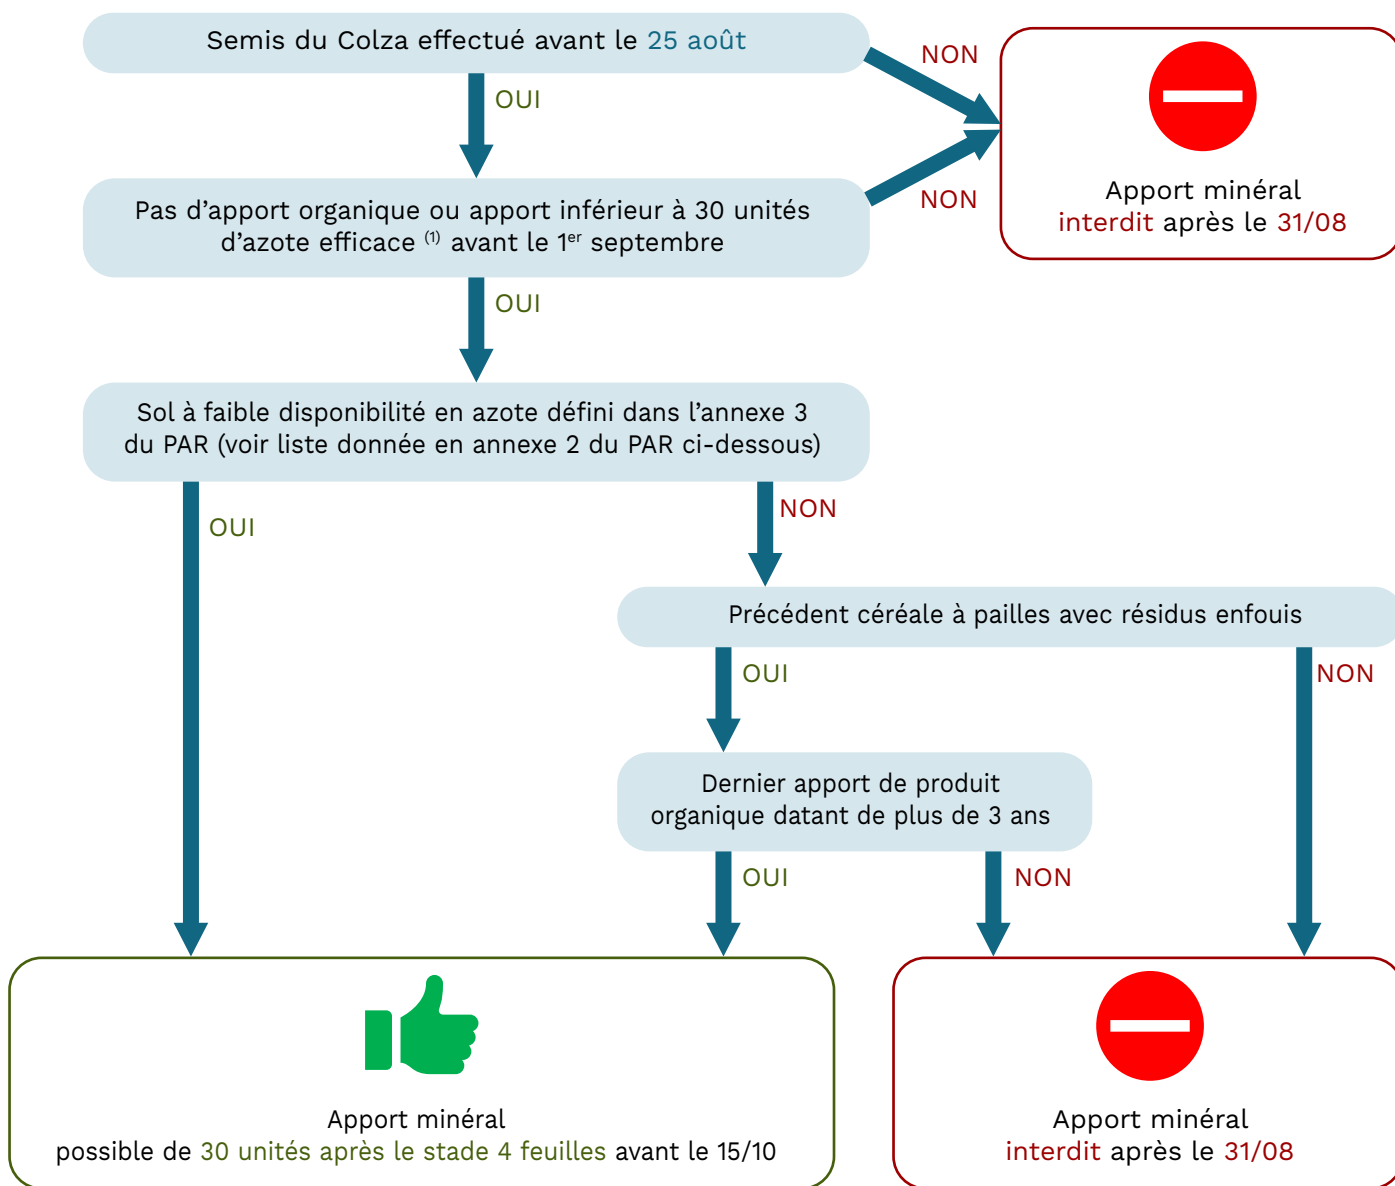 Semis du Colza effectué avant le 25 août
NON
OUI
Apport minéral
interdit après le 31/08
Pas d’apport organique ou apport inférieur à 30 unités
d’azote efficace (1) avant le 1er septembre
NON
OUI
Sol à faible disponibilité en azote défini dans l’annexe 3
du PAR (voir liste donnée en annexe 2 du PAR ci-dessous)
OUI
NON
Précédent céréale à pailles avec résidus enfouis
OUI
NON
Dernier apport de produit
organique datant de plus de 3 ans
OUI
NON
Apport minéral
possible de 30 unités après le stade 4 feuilles avant le 15/10
Apport minéral
interdit après le 31/08